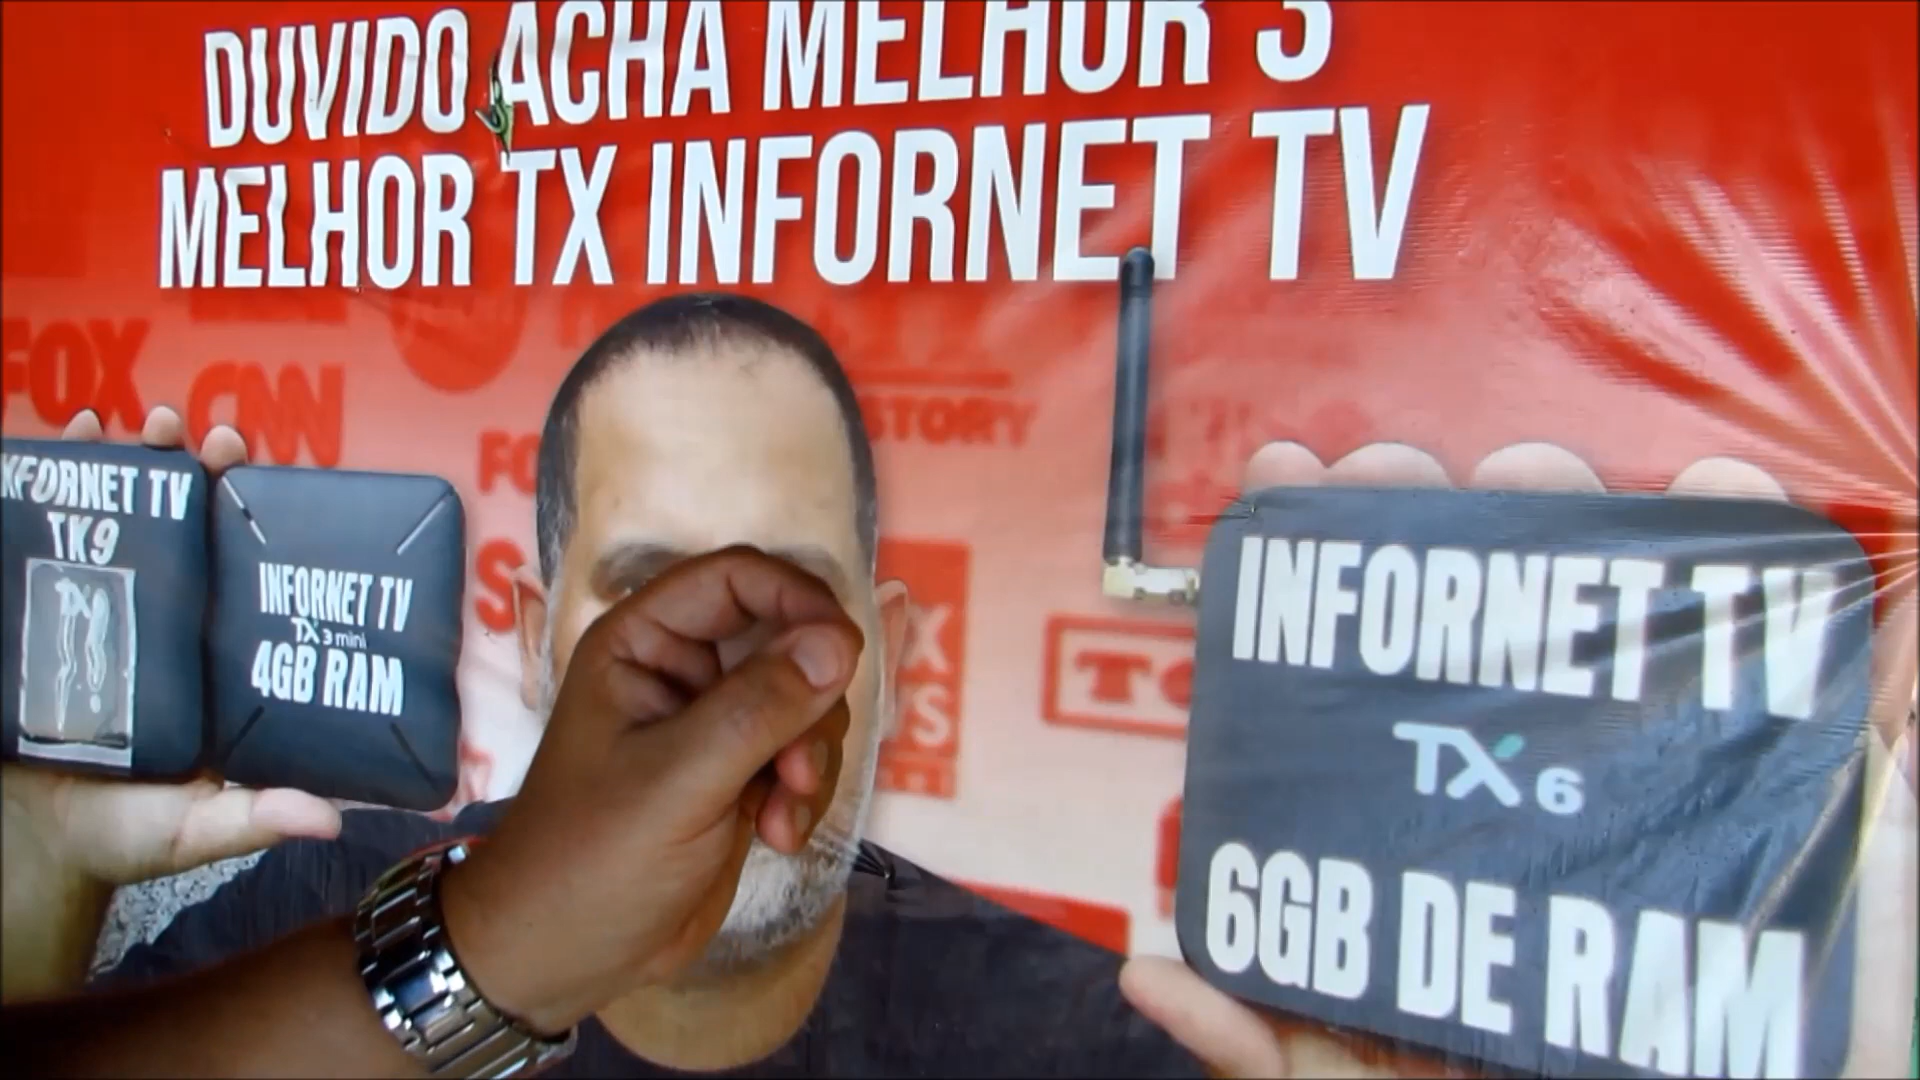 DUVIDO ACHA MELHOR 3
MELHOR TX INFORNET TV
FOX
CNN
STORY
XFORNET TV
TK9
INFORNET TV
TX 3 mini
4GB RAM
INFORNET TV
TX 6
6GB DE RAM